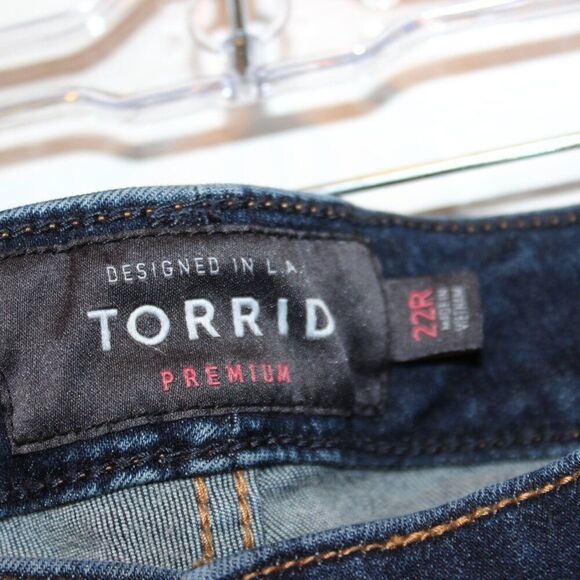 DESIGNED IN L.A.
TORRID
PREMIUM
22R